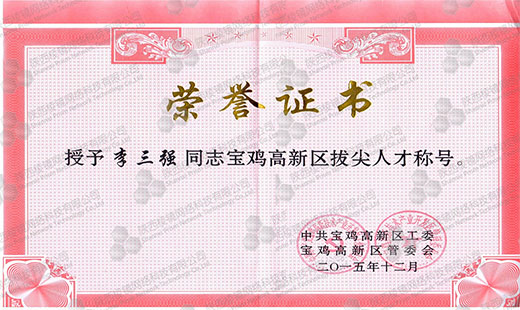 荣誉证书
授予李三强同志宝鸡高新区拔尖人才称号。
中共宝鸡高新区工委
宝鸡高新区管委会
二〇一五年十二月